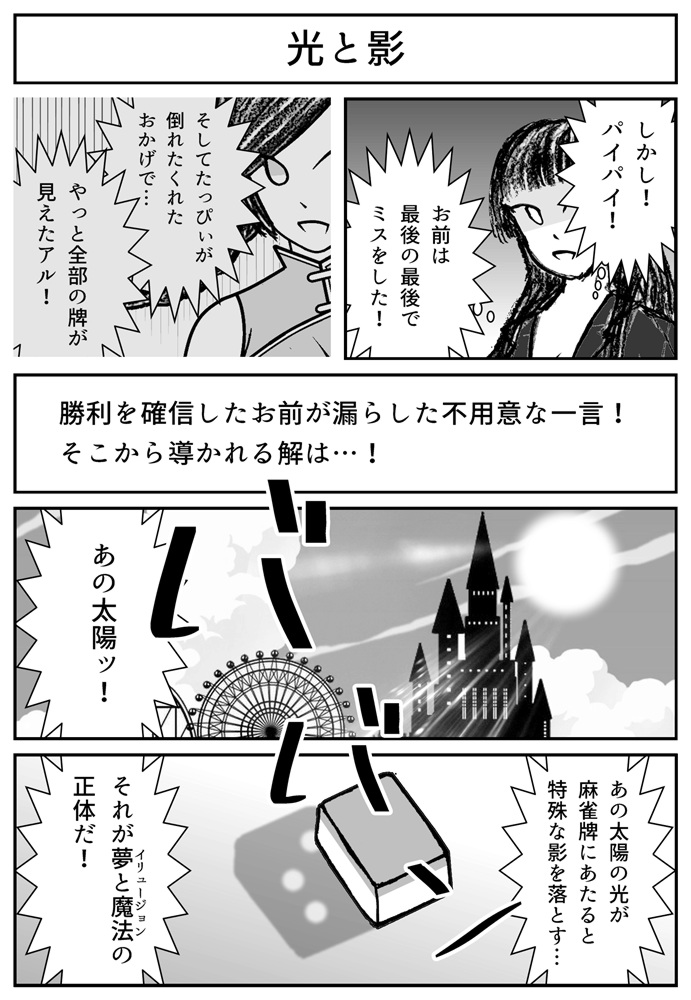 光と影
しかし！
パイパイ！
お前は
最後の最後で
ミスをした！
そしてたっぴぃが
倒れたくれた
おかげで…
やっと全部の牌が
見えたアル！
勝利を確信したお前が漏らした不用意な一言！
そこから導かれる解は…！
バ
バ
ーン
あの太陽ッ！
あの太陽の光が
麻雀牌にあたると
特殊な影を落とす…
それが夢と魔法の
イリュージョン
正体だ！